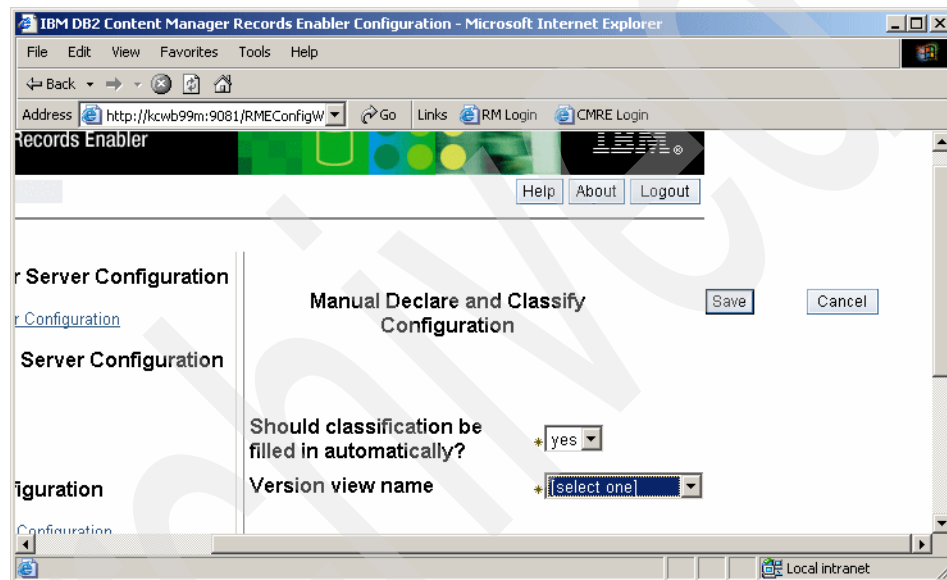 IBM DB2 Content Manager Records Enabler Configuration - Microsoft Internet Explorer
File Edit View Favorites Tools Help
Back
Address http://kcwb99m:9081/RMEConfigW Go Links RM Login CMRE Login
Records Enabler IBM
Help About Logout
r Server Configuration
Manual Declare and Classify
Configuration
Save Cancel
r Configuration
Server Configuration
Should classification be
filled in automatically?
yes
Version view name
[select one]
figuration
Configuration
Local intranet